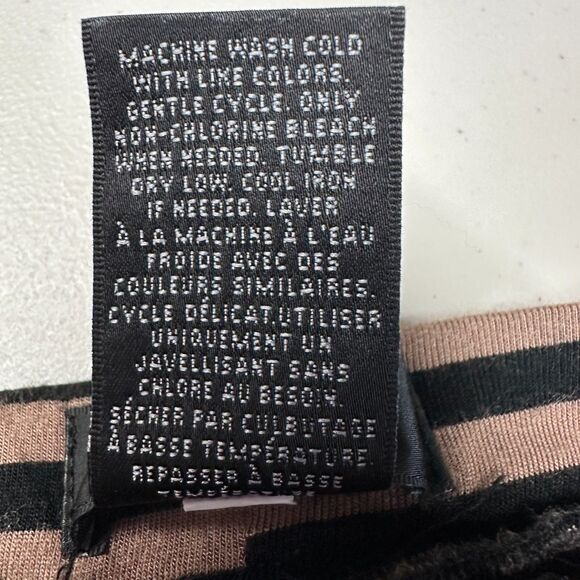 MACHINE WASH COLD
WITH LIKE COLORS.
GENTLE CYCLE. ONLY
NON-CHLORINE BLEACH
WHEN NEEDED. TUMBLE
DRY LOW. COOL IRON
IF NEEDED. LAVER
À LA MACHINE À L'EAU
FROIDE AVEC DES
COULEURS SIMILAIRES.
CYCLE DÉLICAT.UTILISER
UNIQUEMENT UN
JAVELLISANT SANS
CHLORE AU BESOIN.
SÉCHER PAR CULBUTAGE
À BASSE TEMPÉRATURE.
REPASSER À BASSE